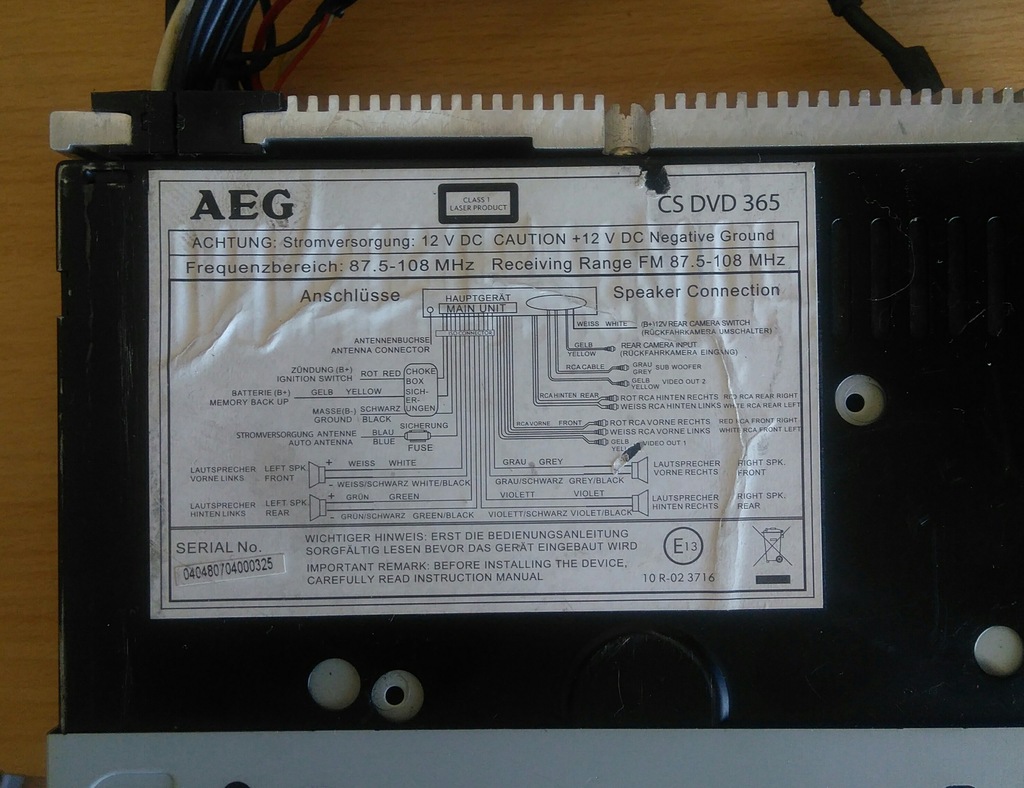 AEG
CLASS 1
LASER PRODUCT
CS DVD 365
ACHTUNG: Stromversorgung: 12 V DC CAUTION +12 V DC Negative Ground
Frequenzbereich: 87.5-108 MHz Receiving Range FM 87.5-108 MHz
Anschlüsse
HAUPTGERÄT
MAIN UNIT
Speaker Connection
ISO CONNECTOR
WEISS WHITE
(B+)12V REAR CAMERA SWITCH
(RÜCKFAHRKAMERA UMSCHALTER)
ANTENNENBUCHSE
ANTENNA CONNECTOR
GELB
YELLOW
REAR CAMERA INPUT
(RÜCKFAHRKAMERA EINGANG)
ZÜNDUNG (B+)
IGNITION SWITCH
ROT RED
CHOKE
BOX
SICH-
ER-
UNGEN
RCA CABLE
GRAU
GREY
SUB WOOFER
GELB
YELLOW
VIDEO OUT 2
BATTERIE (B+)
MEMORY BACK UP
GELB YELLOW
RCA HINTEN REAR
ROT RCA HINTEN RECHTS RED RCA REAR RIGHT
WEISS RCA HINTEN LINKS WHITE RCA REAR LEFT
MASSE(B-)
GROUND
SCHWARZ
BLACK
RCA VORNE FRONT
ROT RCA VORNE RECHTS RED RCA FRONT RIGHT
WEISS RCA VORNE LINKS WHITE RCA FRONT LEFT
GELB
VIDEO OUT 1
STROMVERSORGUNG ANTENNE
AUTO ANTENNA
BLAU
BLUE
SICHERUNG
FUSE
LAUTSPRECHER
VORNE LINKS
LEFT SPK.
FRONT
+ WEISS WHITE
- WEISS/SCHWARZ WHITE/BLACK
GRAU GREY
GRAU/SCHWARZ GREY/BLACK
LAUTSPRECHER
VORNE RECHTS
RIGHT SPK.
FRONT
LAUTSPRECHER
HINTEN LINKS
LEFT SPK.
REAR
+ GRÜN GREEN
- GRÜN/SCHWARZ GREEN/BLACK
VIOLETT VIOLET
VIOLETT/SCHWARZ VIOLET/BLACK
LAUTSPRECHER
HINTEN RECHTS
RIGHT SPK.
REAR
SERIAL No.
040480704000325
WICHTIGER HINWEIS: ERST DIE BEDIENUNGSANLEITUNG
SORGFÄLTIG LESEN BEVOR DAS GERÄT EINGEBAUT WIRD
IMPORTANT REMARK: BEFORE INSTALLING THE DEVICE,
CAREFULLY READ INSTRUCTION MANUAL
E13
10 R-02 3716